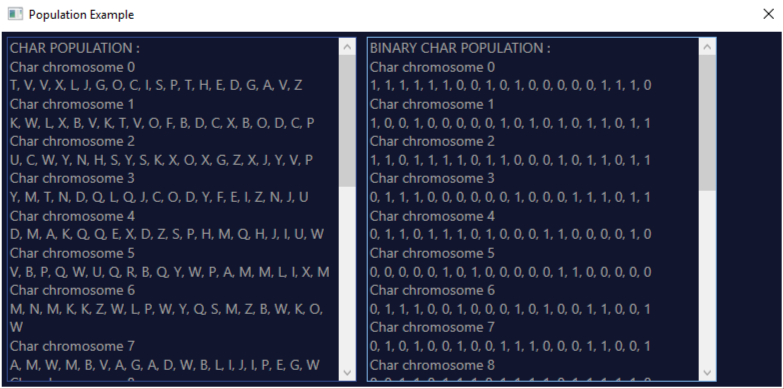 Population Example
CHAR POPULATION :
Char chromosome 0
T, V, V, X, L, J, G, O, C, I, S, P, T, H, E, D, G, A, V, Z
Char chromosome 1
K, W, L, X, B, V, K, T, V, O, F, B, D, C, X, B, O, D, C, P
Char chromosome 2
U, C, W, Y, N, H, S, Y, S, K, X, O, X, G, Z, X, J, Y, V, P
Char chromosome 3
Y, M, T, N, D, Q, L, Q, J, C, O, D, Y, F, E, I, Z, N, J, U
Char chromosome 4
D, M, A, K, Q, Q, E, X, D, Z, S, P, H, M, Q, H, J, I, U, W
Char chromosome 5
V, B, P, Q, W, U, Q, R, B, Q, Y, W, P, A, M, M, L, I, X, M
Char chromosome 6
M, N, M, K, K, Z, W, L, P, W, Y, Q, S, M, Z, B, W, K, O,
W
Char chromosome 7
A, M, W, M, B, V, A, G, A, D, W, B, L, I, J, I, P, E, G, W
BINARY CHAR POPULATION :
Char chromosome 0
1, 1, 1, 1, 1, 1, 0, 0, 1, 0, 1, 0, 0, 0, 0, 0, 1, 1, 1, 0
Char chromosome 1
1, 0, 0, 1, 0, 0, 0, 0, 0, 1, 0, 1, 0, 1, 0, 1, 1, 0, 1, 1
Char chromosome 2
1, 1, 0, 1, 1, 1, 1, 0, 1, 1, 0, 0, 0, 1, 0, 1, 1, 0, 1, 1
Char chromosome 3
0, 1, 1, 1, 0, 0, 0, 0, 0, 0, 1, 0, 0, 0, 1, 1, 1, 0, 1, 1
Char chromosome 4
0, 1, 1, 0, 1, 1, 1, 0, 1, 0, 0, 0, 1, 1, 0, 0, 0, 0, 1, 0
Char chromosome 5
0, 0, 0, 0, 0, 1, 0, 1, 0, 0, 0, 0, 0, 1, 1, 0, 0, 0, 0, 0
Char chromosome 6
0, 1, 1, 1, 0, 0, 1, 0, 0, 0, 1, 0, 1, 0, 0, 1, 1, 0, 0, 1
Char chromosome 7
0, 1, 0, 1, 0, 0, 1, 0, 0, 1, 1, 1, 0, 0, 0, 1, 1, 0, 0, 1
Char chromosome 8